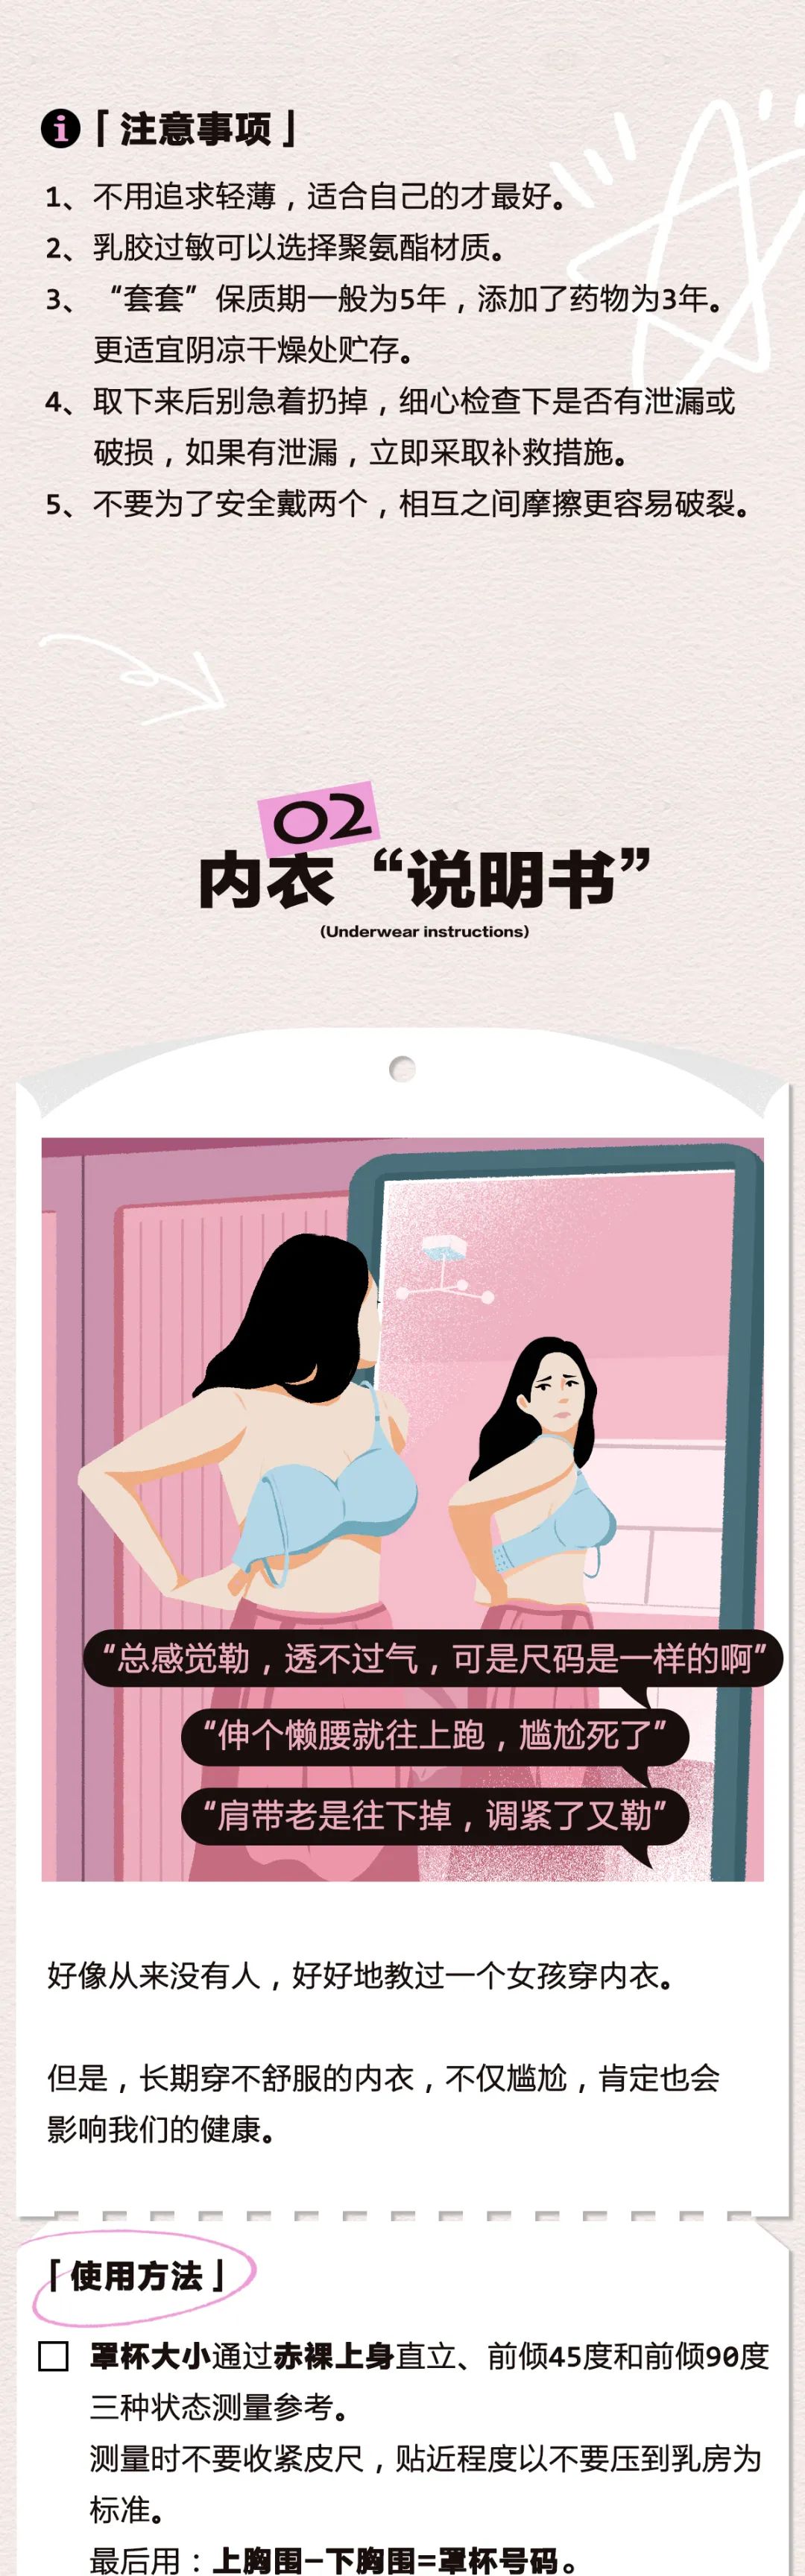 i「注意事项」
1、不用追求轻薄，适合自己的才最好。
2、乳胶过敏可以选择聚氨酯材质。
3、“套套”保质期一般为5年，添加了药物为3年。
更适宜阴凉干燥处贮存。
4、取下来后别急着扔掉，细心检查下是否有泄漏或
破损，如果有泄漏，立即采取补救措施。
5、不要为了安全戴两个，相互之间摩擦更容易破裂。
02
内衣“说明书”
(Underwear instructions)
“总感觉勒，透不过气，可是尺码是一样的啊”
“伸个懒腰就往上跑，尴尬死了”
“肩带老是往下掉，调紧了又勒”
好像从来没有人，好好地教过一个女孩穿内衣。
但是，长期穿不舒服的内衣，不仅尴尬，肯定也会
影响我们的健康。
「使用方法」
罩杯大小通过赤裸上身直立、前倾45度和前倾90度
三种状态测量参考。
测量时不要收紧皮尺，贴近程度以不要压到乳房为
标准。
最后用：上胸围-下胸围=罩杯号码。